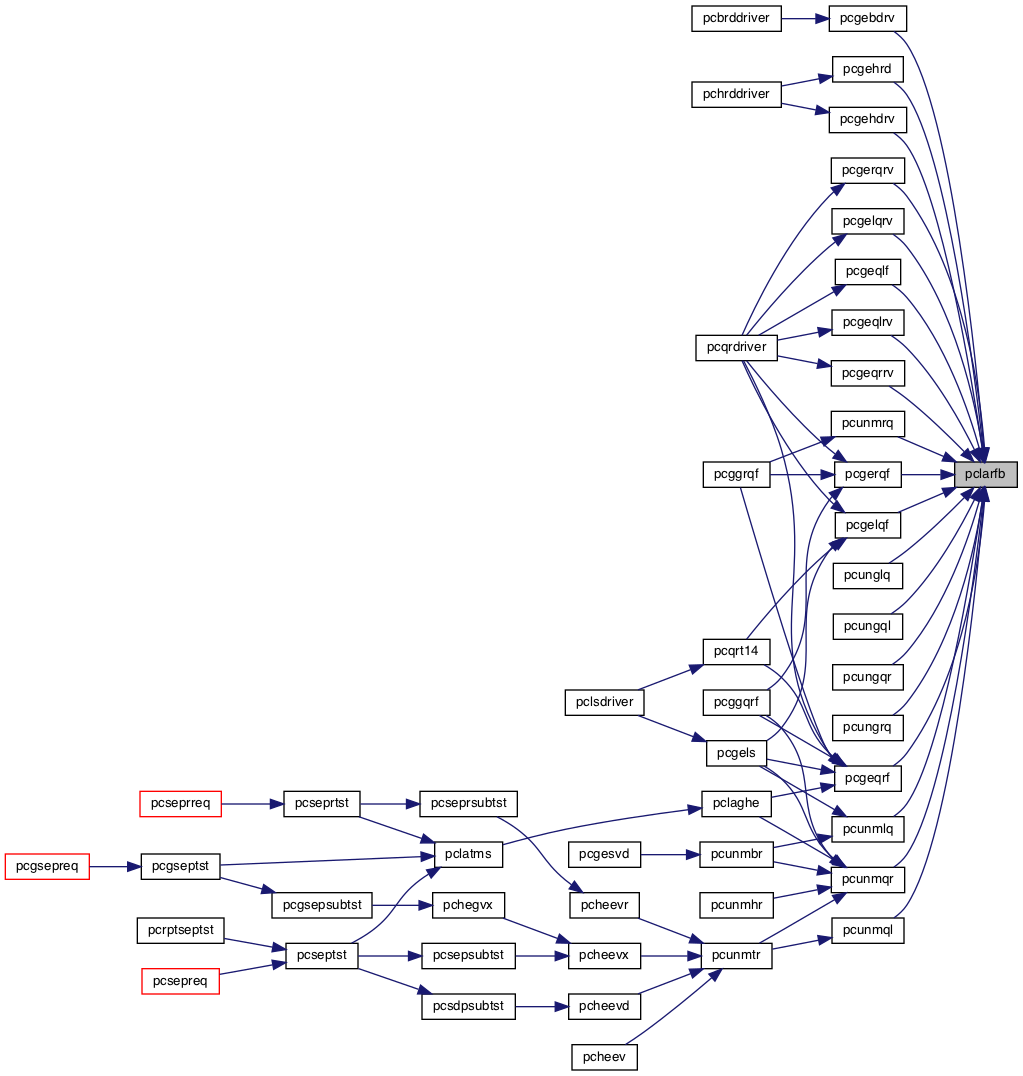 pcbrddriver
pcgebdrv
pcgehrd
pchrddriver
pcgehdrv
pcgerqrv
pcgelqrv
pcgeqlf
pcgeqlrv
pcqrdriver
pcgeqrrv
pcunmrq
pcggrqf
pcgerqf
pclarfb
pcgelqf
pcunglq
pcungql
pcqrt14
pcungqr
pclsdriver
pcggqrf
pcungrq
pcgels
pcgeqrf
pcseprreq
pcseprtst
pcseprsubtst
pclaghe
pcunmlq
pcgsepreq
pcgseptst
pclatms
pcgesvd
pcunmbr
pcunmqr
pcgsepsubtst
pchegvx
pcheevr
pcunmhr
pcrptseptst
pcunmql
pcseptst
pcsepsubtst
pcheevx
pcunmtr
pcsepreq
pcsdpsubtst
pcheevd
pcheev